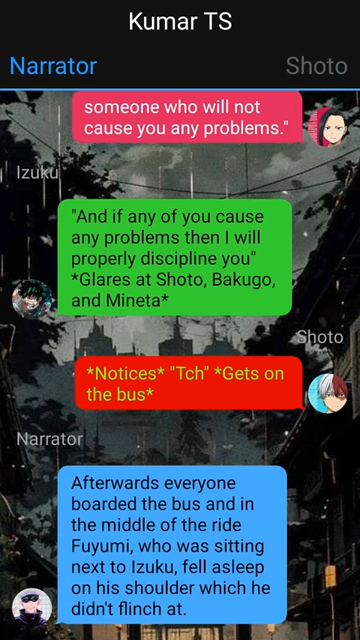 Kumar TS
Narrator
Shoto
someone who will not
cause you any problems."
Izuku
"And if any of you cause
any problems then I will
properly discipline you"
*Glares at Shoto, Bakugo,
and Mineta*
Shoto
*Notices* "Tch" *Gets on
the bus*
Narrator
Afterwards everyone
boarded the bus and in
the middle of the ride
Fuyumi, who was sitting
next to Izuku, fell asleep
on his shoulder which he
didn't flinch at.